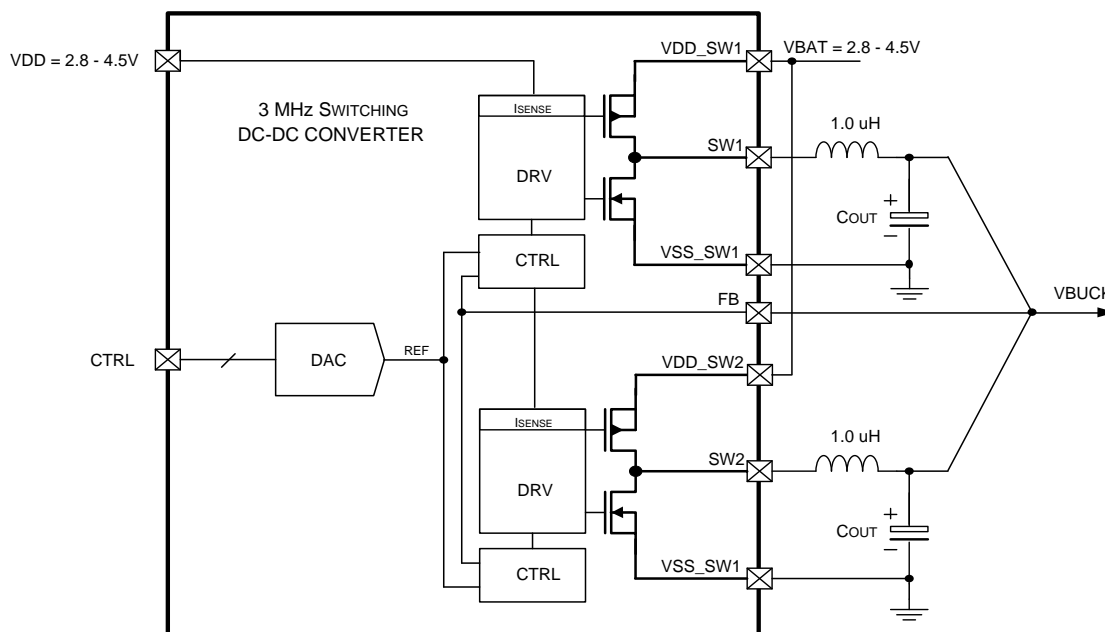 VDD = 2.8 - 4.5V
3 MHz SWITCHING
DC-DC CONVERTER
ISENSE
DRV
CTRL
VDD_SW1
VBAT = 2.8 - 4.5V
SW1
1.0 uH
+
COUT
–
VSS_SW1
FB
VBUCK
CTRL
DAC
REF
VDD_SW2
ISENSE
DRV
CTRL
SW2
1.0 uH
+
COUT
–
VSS_SW1